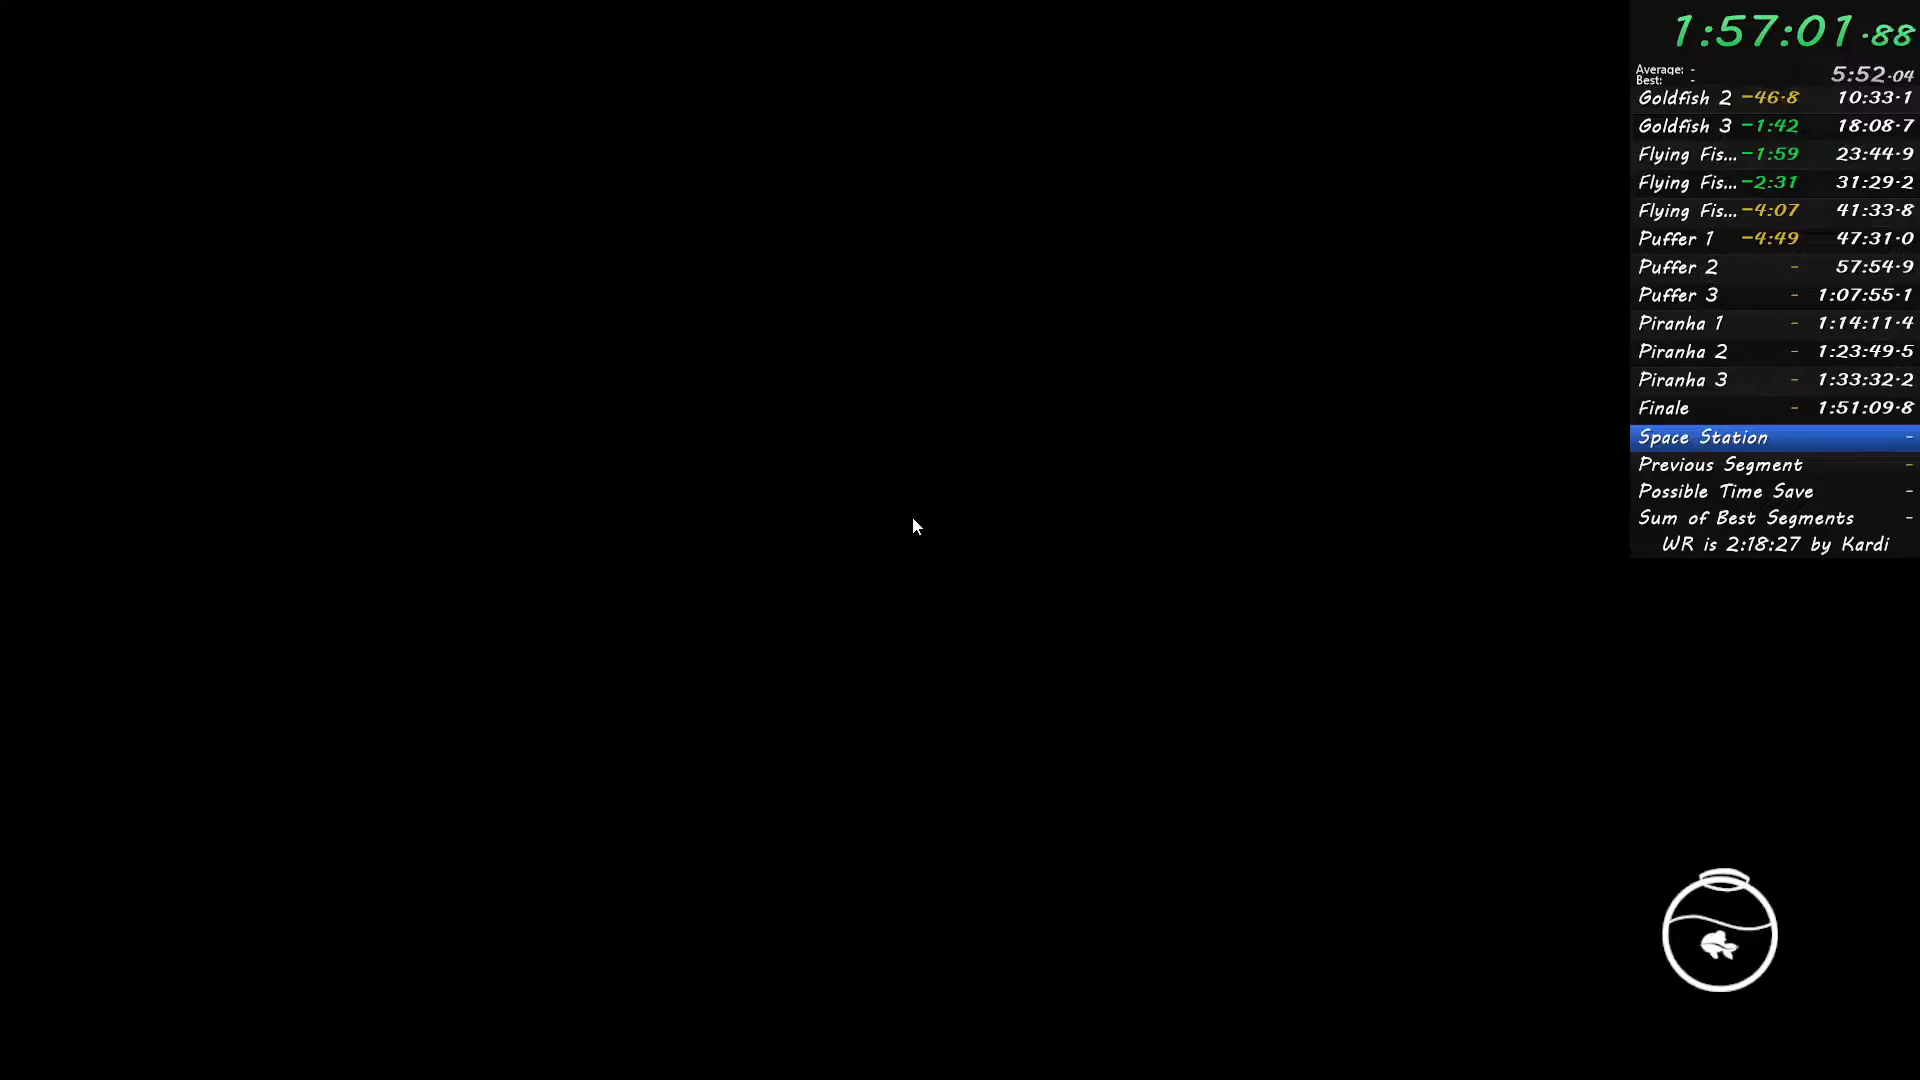 1:57:01.88
Average: -
Best: -
5:52.04
Goldfish 2 -46.8 10:33.1
Goldfish 3 -1:42 18:08.7
Flying Fis... -1:59 23:44.9
Flying Fis... -2:31 31:29.2
Flying Fis... -4:07 41:33.8
Puffer 1 -4:49 47:31.0
Puffer 2 - 57:54.9
Puffer 3 - 1:07:55.1
Piranha 1 - 1:14:11.4
Piranha 2 - 1:23:49.5
Piranha 3 - 1:33:32.2
Finale - 1:51:09.8
Space Station -
Previous Segment -
Possible Time Save -
Sum of Best Segments -
WR is 2:18:27 by Kardi